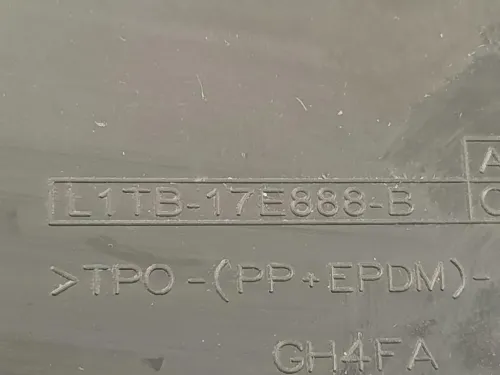 A
L1TB-17E888-B C
>TPO-(PP+EPDM)-
GH4FA